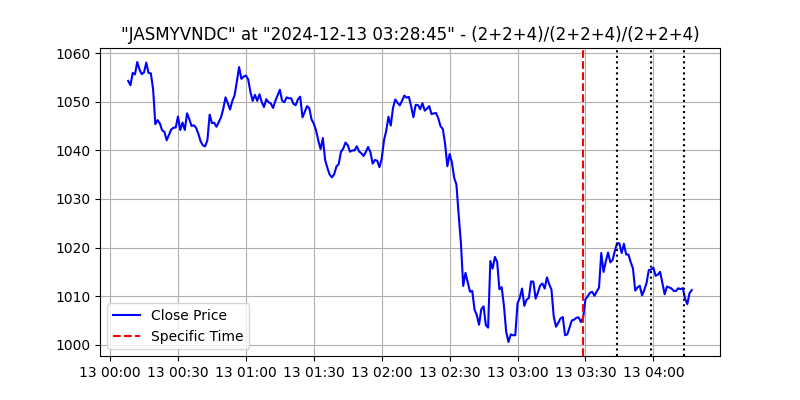 "JASMYVNDC" at "2024-12-13 03:28:45" - (2+2+4)/(2+2+4)/(2+2+4)
1060
1050
1040
1030
1020
1010
1000
Close Price
Specific Time
13 00:00 13 00:30 13 01:00 13 01:30 13 02:00 13 02:30 13 03:00 13 03:30 13 04:00